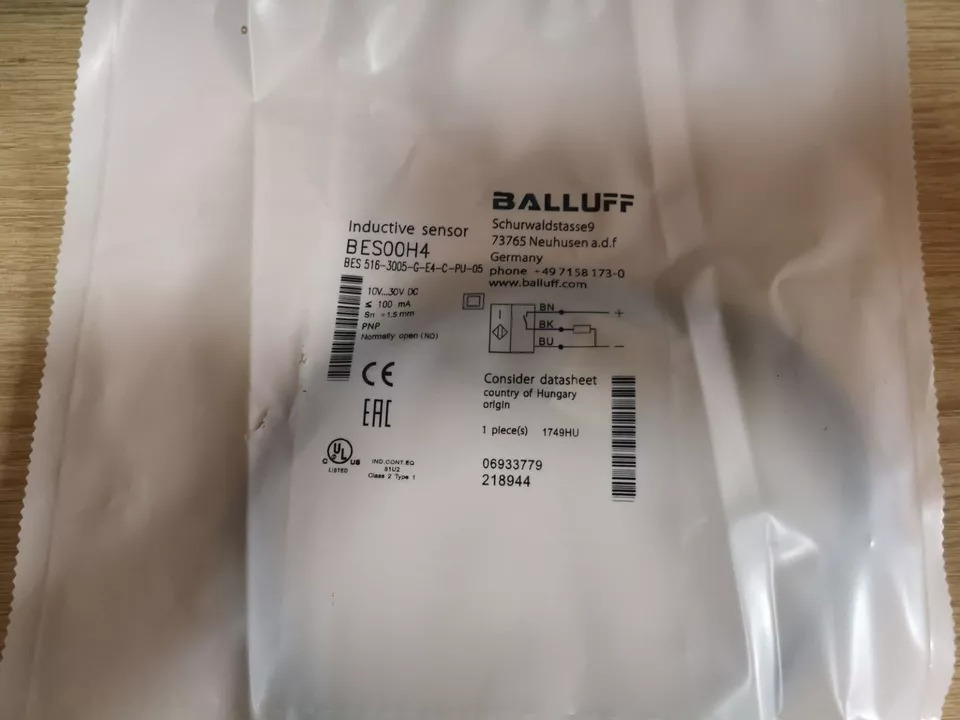 BALLUFF
Schurwaldstasse9
73765 Neuhusen a.d.f
Germany
phone +49 7158 173-0
www.balluff.com
Inductive sensor
BES00H4
BES 516-3005-G-E4-C-PU-05
10V...30V DC
≤ 100 mA
Sn =1.5 mm
PNP
Normally open (NO)
BN +
BK
BU −
CE
EAC
C UL US
LISTED
IND.CONT.EQ
81U2
Class 2 Type 1
Consider datasheet
country of Hungary
origin
1 piece(s) 1749HU
06933779
218944